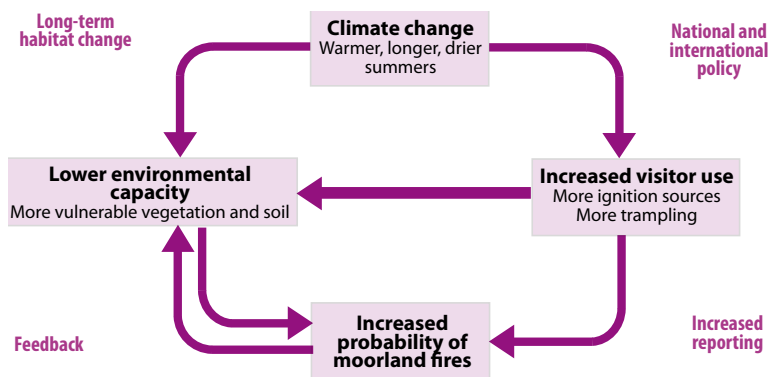 Long-term
habitat change
Climate change
Warmer, longer, drier
summers
National and
international
policy
Lower environmental
capacity
More vulnerable vegetation and soil
Increased visitor use
More ignition sources
More trampling
Feedback
Increased
probability of
moorland fires
Increased
reporting